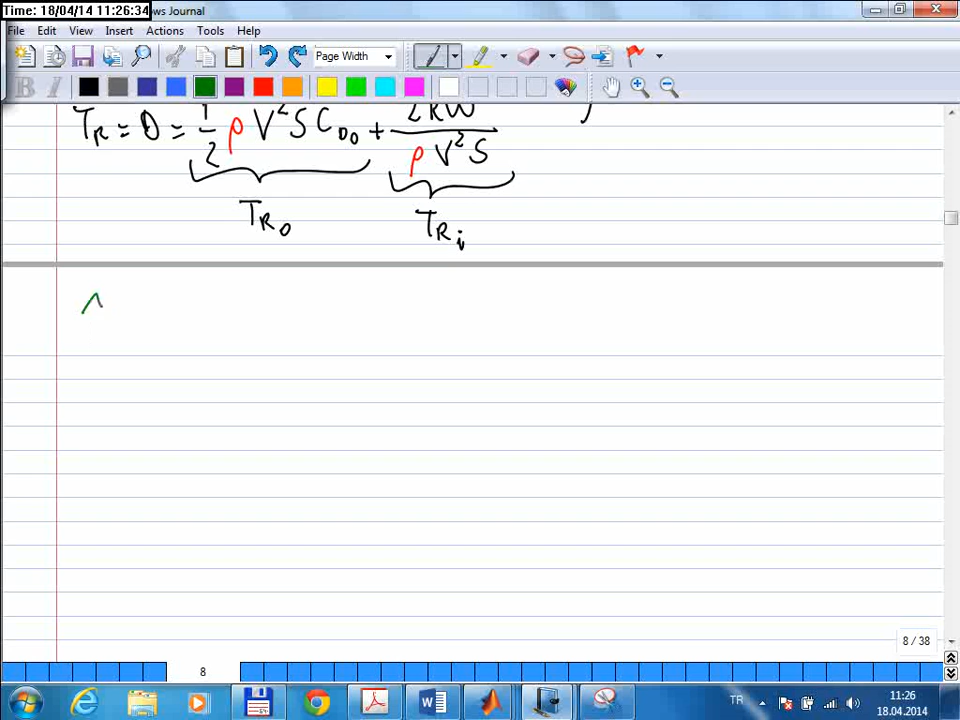 Time: 18/04/14 11:26:34
ows Journal
File Edit View Insert Actions Tools Help
Page Width
B I
T_R = D = 1/2 ρ V² S C_D₀ + 2KW / ρ V² S
T_R₀ T_Rᵢ
8 / 38
8
TR
11:26
18.04.2014